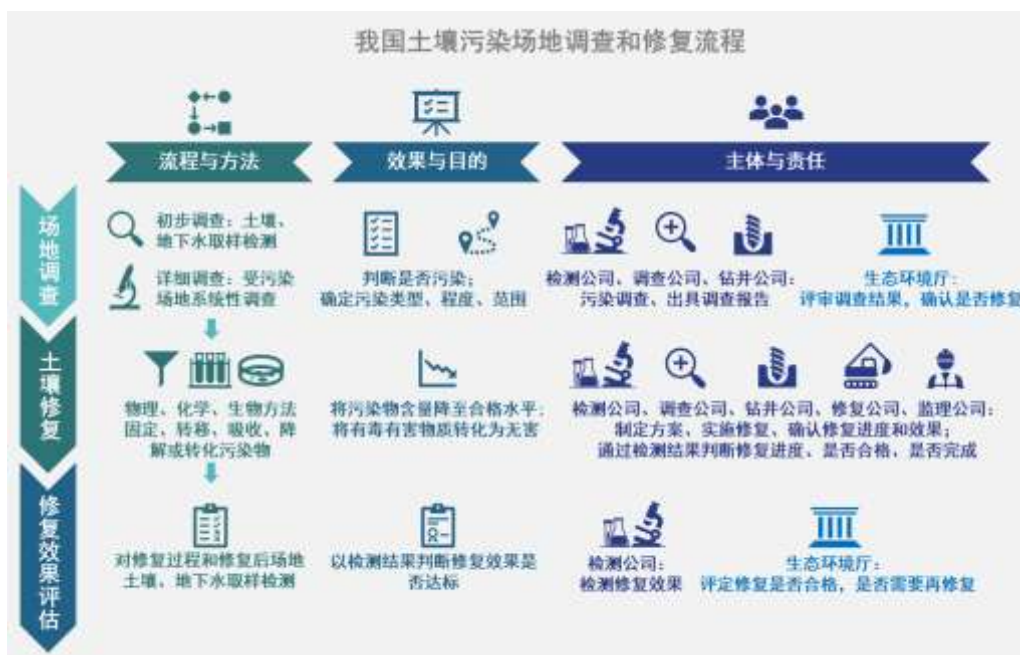 我国土壤污染场地调查和修复流程
流程与方法
效果与目的
主体与责任
场地调查
初步调查：土壤、
地下水取样检测
详细调查：受污染
场地系统性调查
判断是否污染；
确定污染类型、程度、范围
检测公司、调查公司、钻井公司：
污染调查、出具调查报告
生态环境厅：
评审调查结果，确认是否修复
土壤修复
物理、化学、生物方法
固定、转移、吸收、降
解或转化污染物
将污染物含量降至合格水平；
将有毒有害物质转化为无害
检测公司、调查公司、钻井公司、修复公司、监理公司：
制定方案、实施修复、确认修复进度和效果；
通过检测结果判断修复进度、是否合格、是否完成
修复效果评估
对修复过程和修复后场地
土壤、地下水取样检测
以检测结果判断修复效果是
否达标
检测公司：
检测修复效果
生态环境厅：
评定修复是否合格，是否需要再修复